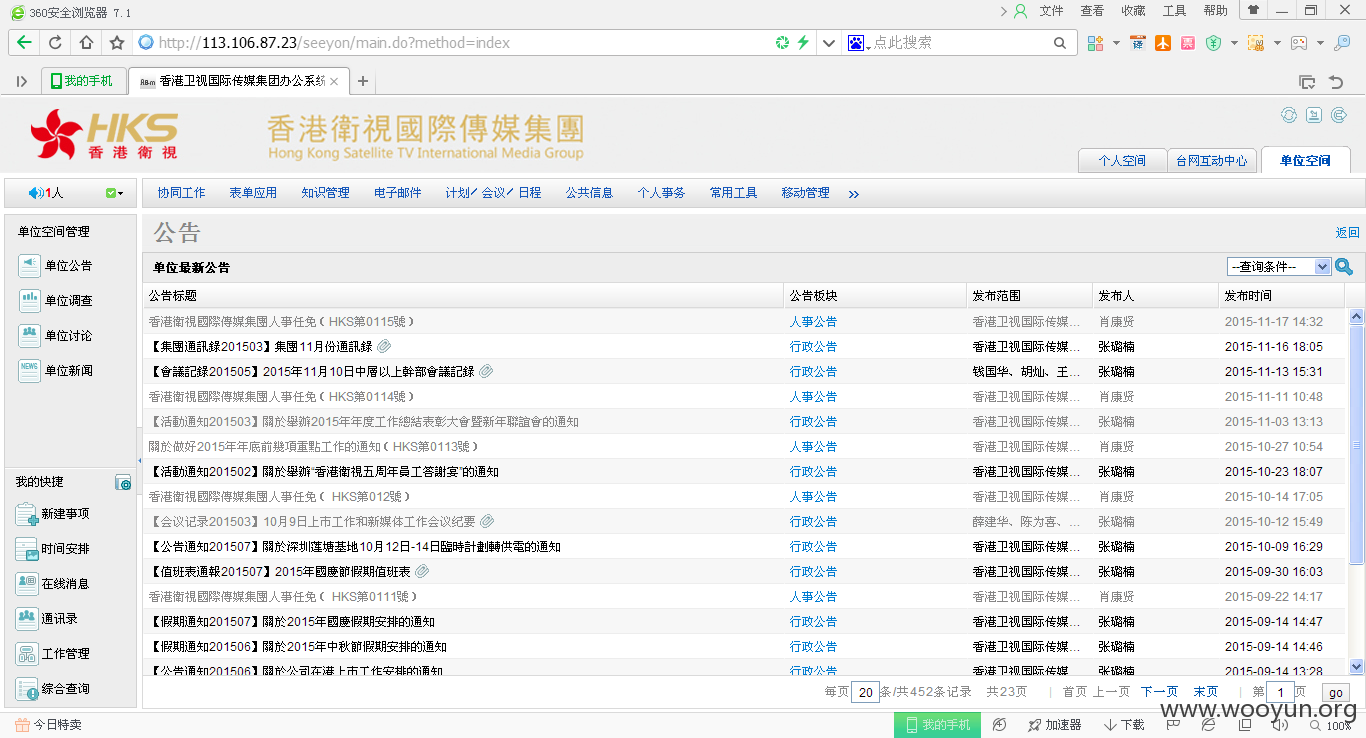 360安全浏览器 7.1
文件 查看 收藏 工具 帮助
http://113.106.87.23/seeyon/main.do?method=index
点此搜索
我的手机 香港卫视国际传媒集团办公系统
HKS 香港衛視
香港衛視國際傳媒集團
Hong Kong Satellite TV International Media Group
个人空间 台网互动中心 单位空间
1人
协同工作 表单应用 知识管理 电子邮件 计划/会议/日程 公共信息 个人事务 常用工具 移动管理 »
单位空间管理
单位公告
单位调查
单位讨论
单位新闻
我的快捷
新建事项
时间安排
在线消息
通讯录
工作管理
综合查询
公告
返回
单位最新公告 --查询条件--
公告标题 公告板块 发布范围 发布人 发布时间
香港衛視國際傳媒集團人事任免（HKS第0115號） 人事公告 香港卫视国际传媒... 肖康贤 2015-11-17 14:32
【集團通訊錄201503】集團11月份通訊錄 行政公告 香港卫视国际传媒... 张璐楠 2015-11-16 18:05
【會議記録201505】2015年11月10日中層以上幹部會議記録 行政公告 钱国华、胡灿、王... 张璐楠 2015-11-13 15:31
香港衛視國際傳媒集團人事任免（HKS第0114號） 人事公告 香港卫视国际传媒... 肖康贤 2015-11-11 10:48
【活動通知201503】關於舉辦2015年年度工作總結表彰大會暨新年聯誼會的通知 行政公告 香港卫视国际传媒... 张璐楠 2015-11-03 13:13
關於做好2015年年底前幾項重點工作的通知（HKS第0113號） 人事公告 香港卫视国际传媒... 肖康贤 2015-10-27 10:54
【活動通知201502】關於舉辦“香港衛視五周年員工答謝宴”的通知 行政公告 香港卫视国际传媒... 张璐楠 2015-10-23 18:07
香港衛視國際傳媒集團人事任免（ HKS第012號） 人事公告 香港卫视国际传媒... 肖康贤 2015-10-14 17:05
【会议记录201503】10月9日上市工作和新媒体工作会议纪要 行政公告 薛建华、陈为喜、... 张璐楠 2015-10-12 15:49
【公告通知201507】關於深圳莲塘基地10月12日-14日臨時計劃轉供電的通知 行政公告 香港卫视国际传媒... 张璐楠 2015-10-09 16:29
【值班表通報201507】2015年國慶節假期值班表 行政公告 香港卫视国际传媒... 张璐楠 2015-09-30 16:03
香港衛視國際傳媒集團人事任免（ HKS第0111號） 人事公告 香港卫视国际传媒... 肖康贤 2015-09-22 14:17
【假期通知201507】關於2015年國慶假期安排的通知 行政公告 香港卫视国际传媒... 张璐楠 2015-09-14 14:47
【假期通知201506】關於2015年中秋節假期安排的通知 行政公告 香港卫视国际传媒... 张璐楠 2015-09-14 14:46
【公告通知201506】關於公司在港上市工作安排的通知 行政公告 香港卫视国际传媒... 张璐楠 2015-09-14 13:28
每页 20 条/共452条记录 共23页 | 首页 上一页 下一页 末页 | 第 1 页 go
www.wooyun.org
今日特卖 我的手机 加速器 下载 100%